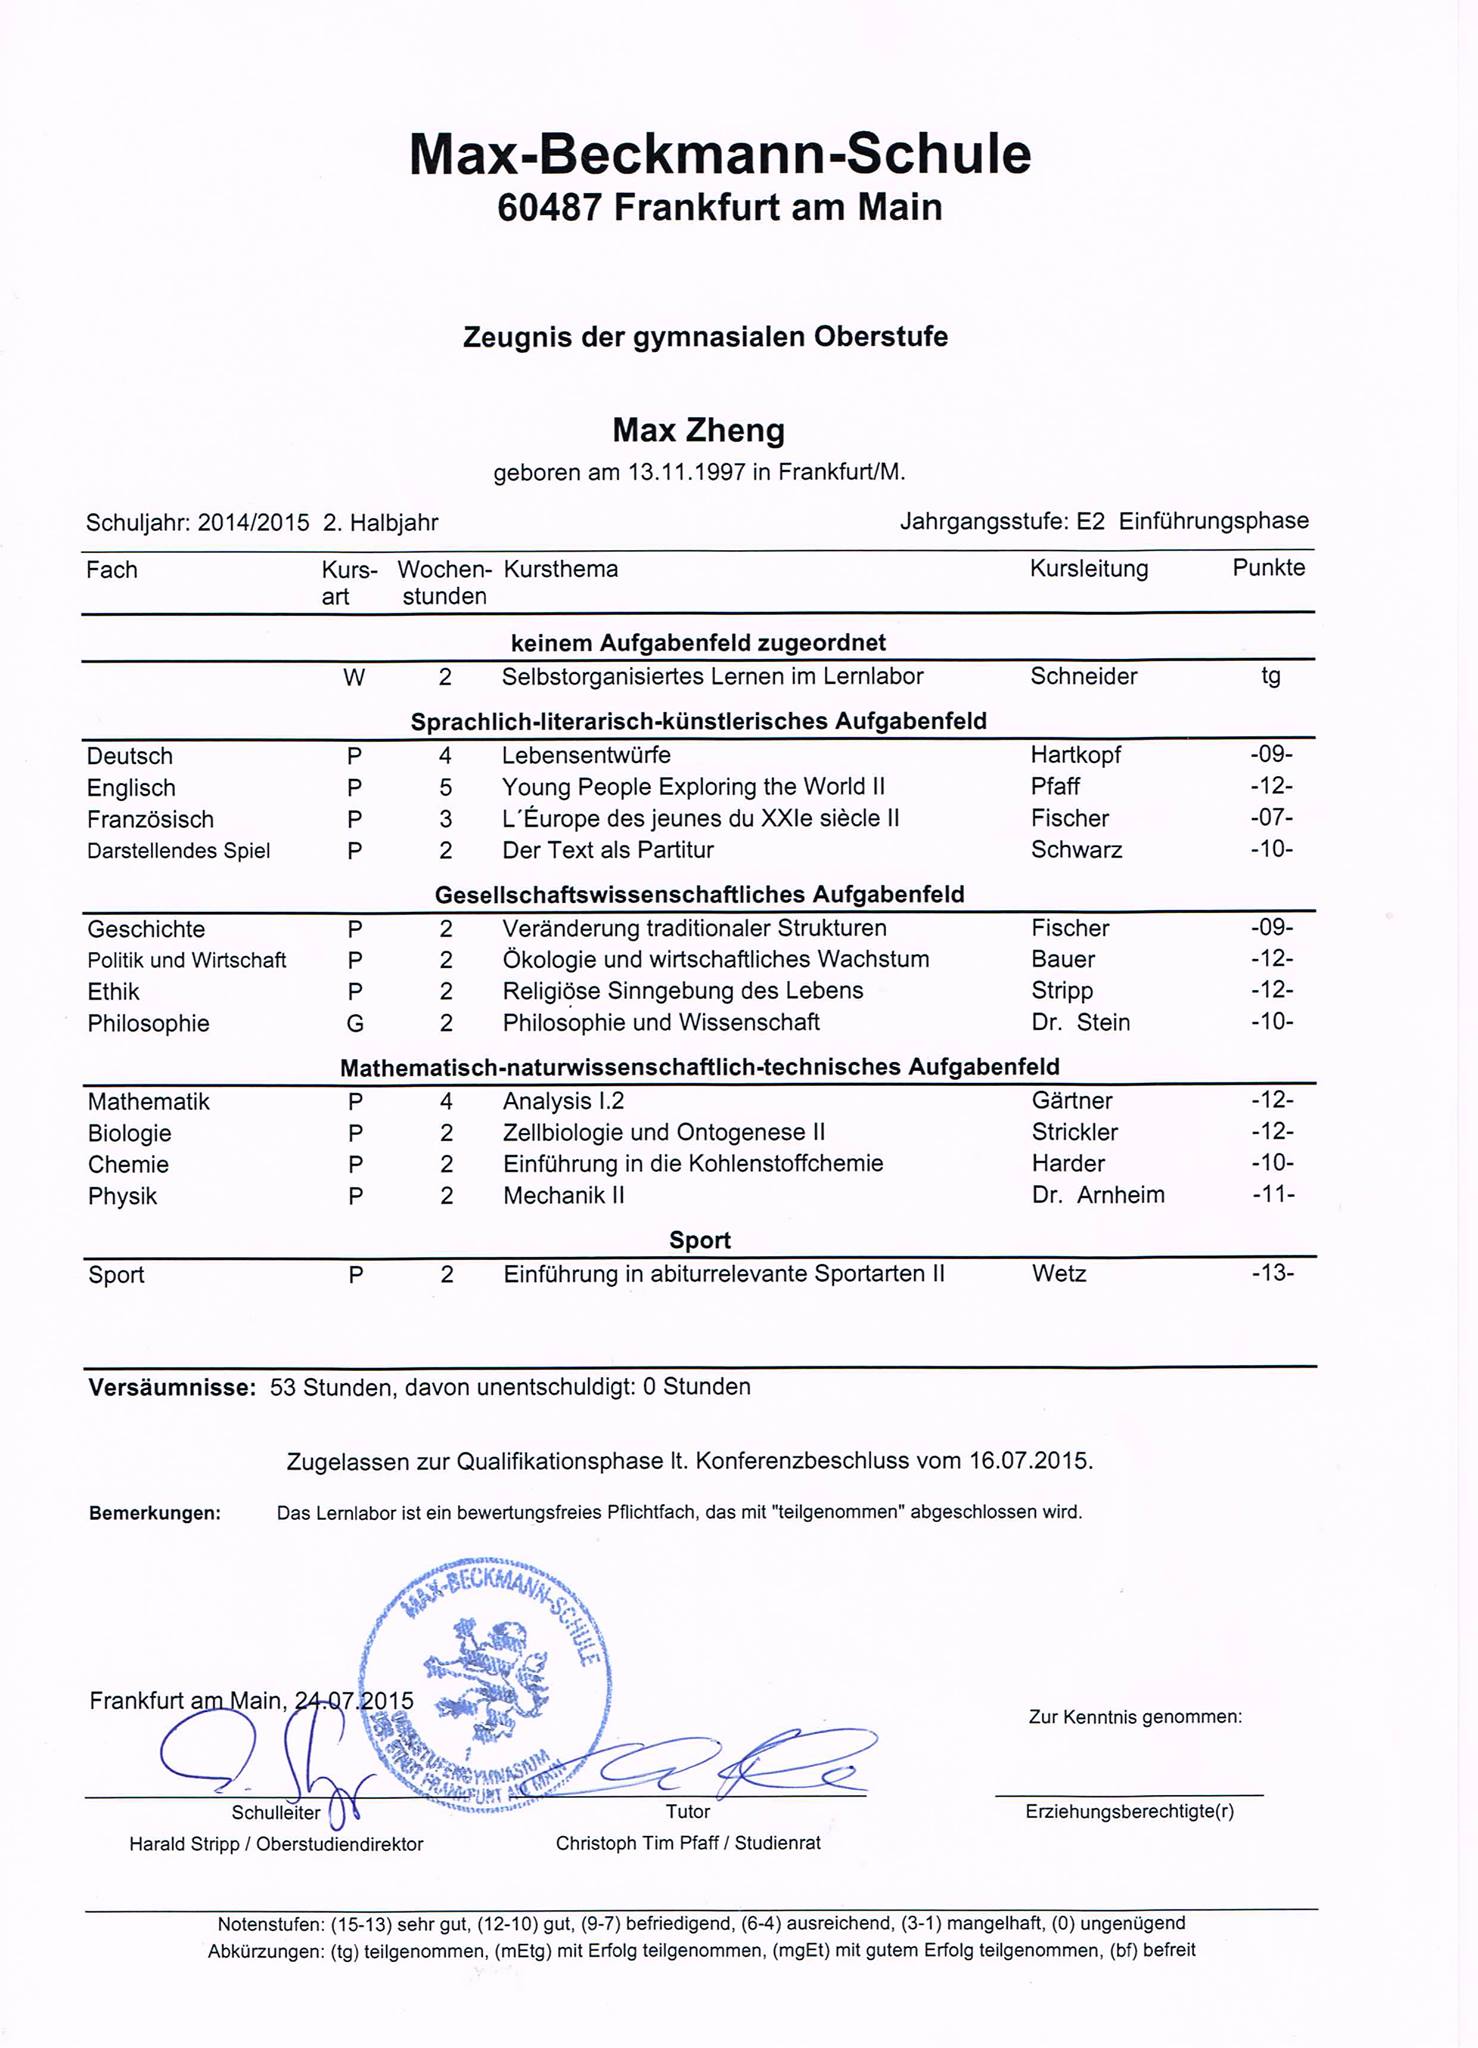 Max-Beckmann-Schule
60487 Frankfurt am Main
Zeugnis der gymnasialen Oberstufe
Max Zheng
geboren am 13.11.1997 in Frankfurt/M.
Schuljahr: 2014/2015 2. Halbjahr Jahrgangsstufe: E2 Einführungsphase
Fach Kurs- Wochen- Kursthema Kursleitung Punkte
art stunden
keinem Aufgabenfeld zugeordnet
W 2 Selbstorganisiertes Lernen im Lernlabor Schneider tg
Sprachlich-literarisch-künstlerisches Aufgabenfeld
Deutsch P 4 Lebensentwürfe Hartkopf -09-
Englisch P 5 Young People Exploring the World II Pfaff -12-
Französisch P 3 L´Éurope des jeunes du XXIe siècle II Fischer -07-
Darstellendes Spiel P 2 Der Text als Partitur Schwarz -10-
Gesellschaftswissenschaftliches Aufgabenfeld
Geschichte P 2 Veränderung traditionaler Strukturen Fischer -09-
Politik und Wirtschaft P 2 Ökologie und wirtschaftliches Wachstum Bauer -12-
Ethik P 2 Religiöse Sinngebung des Lebens Stripp -12-
Philosophie G 2 Philosophie und Wissenschaft Dr. Stein -10-
Mathematisch-naturwissenschaftlich-technisches Aufgabenfeld
Mathematik P 4 Analysis I.2 Gärtner -12-
Biologie P 2 Zellbiologie und Ontogenese II Strickler -12-
Chemie P 2 Einführung in die Kohlenstoffchemie Harder -10-
Physik P 2 Mechanik II Dr. Arnheim -11-
Sport
Sport P 2 Einführung in abiturrelevante Sportarten II Wetz -13-
Versäumnisse: 53 Stunden, davon unentschuldigt: 0 Stunden
Zugelassen zur Qualifikationsphase lt. Konferenzbeschluss vom 16.07.2015.
Bemerkungen: Das Lernlabor ist ein bewertungsfreies Pflichtfach, das mit "teilgenommen" abgeschlossen wird.
MAX-BECKMANN-SCHULE
1
OBERSTUFENGYMNASIUM
DER STADT FRANKFURT AM MAIN
Frankfurt am Main, 24.07.2015
Zur Kenntnis genommen:
Schulleiter Tutor Erziehungsberechtigte(r)
Harald Stripp / Oberstudiendirektor Christoph Tim Pfaff / Studienrat
Notenstufen: (15-13) sehr gut, (12-10) gut, (9-7) befriedigend, (6-4) ausreichend, (3-1) mangelhaft, (0) ungenügend
Abkürzungen: (tg) teilgenommen, (mEtg) mit Erfolg teilgenommen, (mgEt) mit gutem Erfolg teilgenommen, (bf) befreit